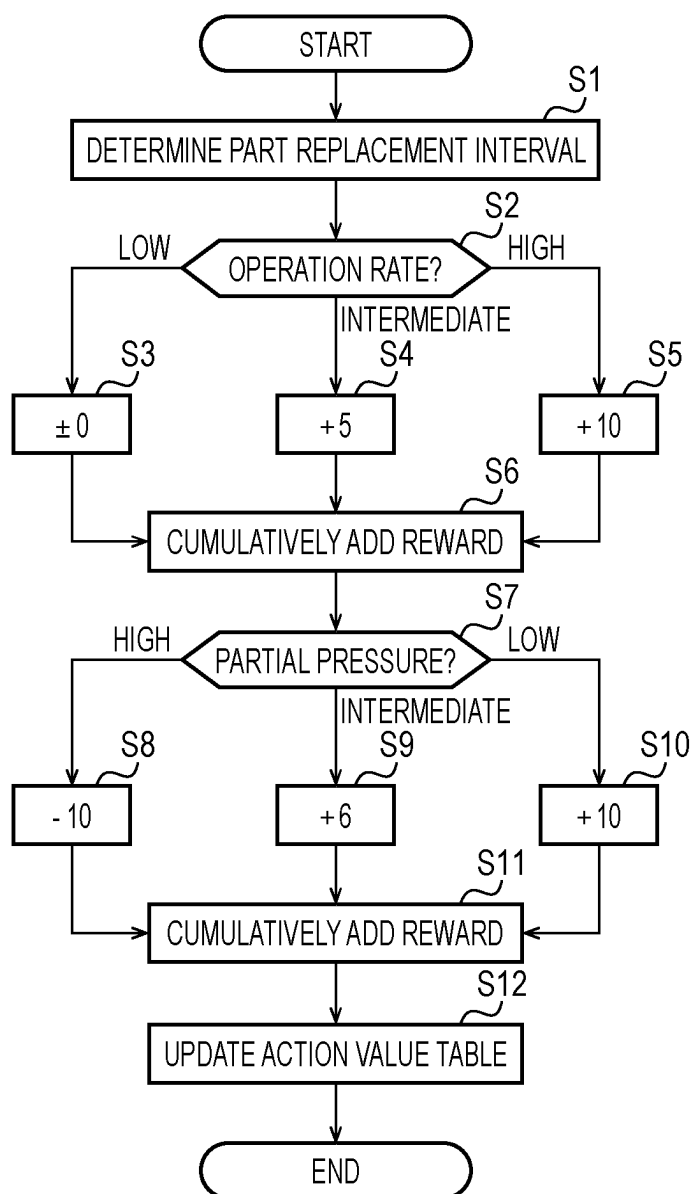 START
S1
DETERMINE PART REPLACEMENT INTERVAL
S2
LOW
OPERATION RATE?
HIGH
INTERMEDIATE
S3
S4
S5
±0
+5
+10
S6
CUMULATIVELY ADD REWARD
S7
HIGH
PARTIAL PRESSURE?
LOW
INTERMEDIATE
S8
S9
S10
-10
+6
+10
S11
CUMULATIVELY ADD REWARD
S12
UPDATE ACTION VALUE TABLE
END